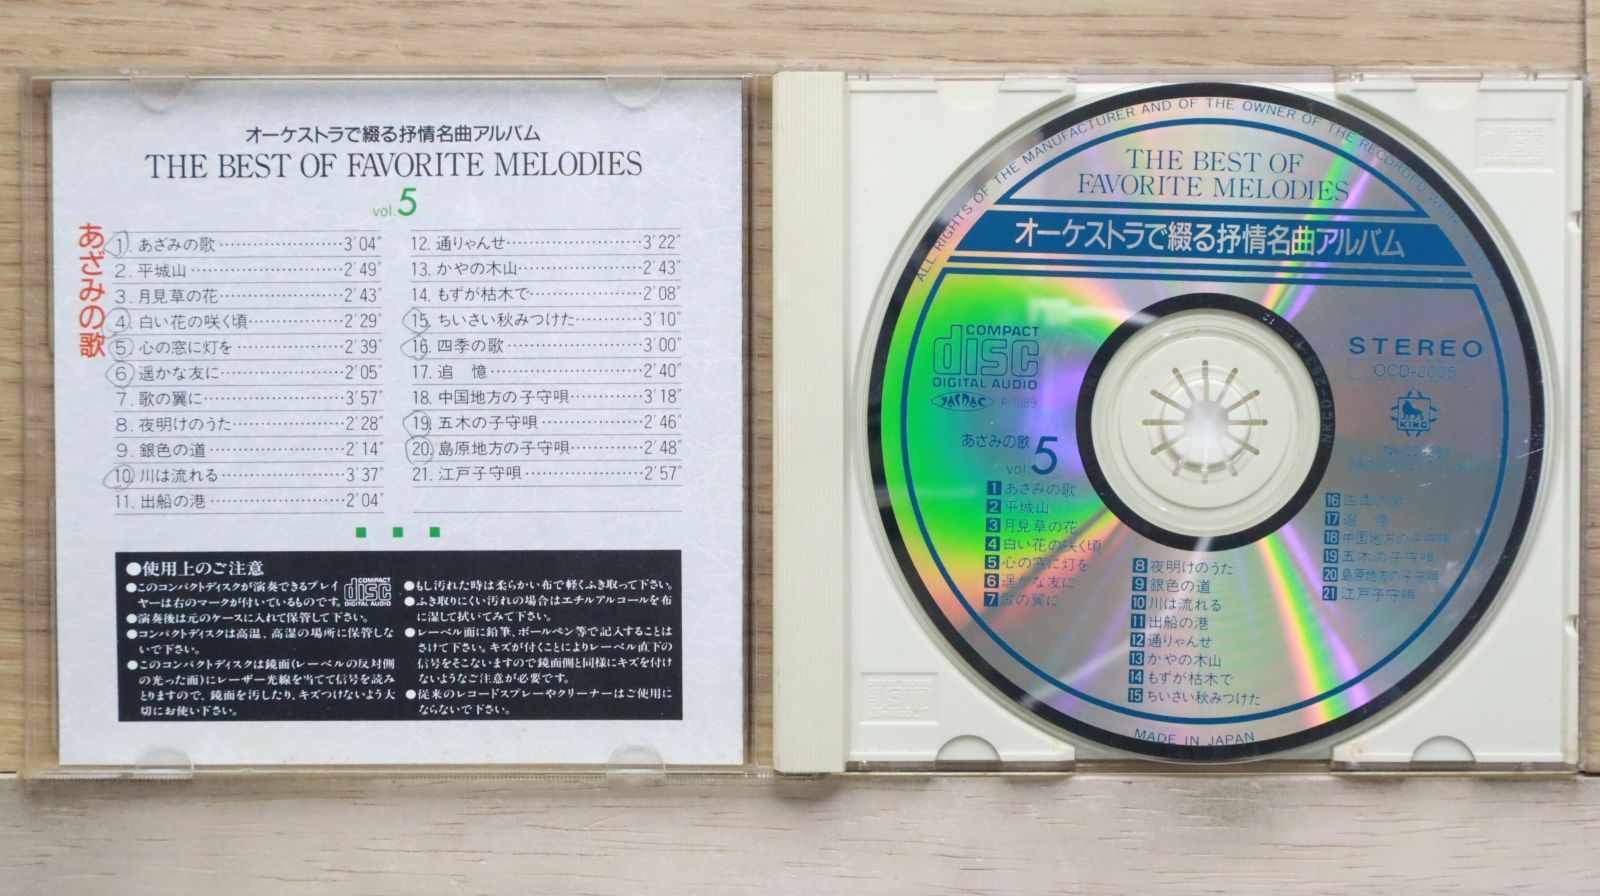 オーケストラで綴る抒情名曲アルバム
THE BEST OF FAVORITE MELODIES
vol.5
あざみの歌
1. あざみの歌 3′04″
2. 平城山 2′49″
3. 月見草の花 2′43″
4. 白い花の咲く頃 2′29″
5. 心の窓に灯を 2′39″
6. 遥かな友に 2′05″
7. 歌の翼に 3′57″
8. 夜明けのうた 2′28″
9. 銀色の道 2′14″
10. 川は流れる 3′37″
11. 出船の港 2′04″
12. 通りゃんせ 3′22″
13. かやの木山 2′43″
14. もずが枯木で 2′08″
15. ちいさい秋みつけた 3′10″
16. 四季の歌 3′00″
17. 追　憶 2′40″
18. 中国地方の子守唄 3′18″
19. 五木の子守唄 2′46″
20. 島原地方の子守唄 2′48″
21. 江戸子守唄 2′57″
●使用上のご注意
●このコンパクトディスクが演奏できるプレイ
ヤーは右のマークが付いているものです。
COMPACT
disc
DIGITAL AUDIO
●演奏後は元のケースに入れて保管して下さい。
●コンパクトディスクは高温、高湿の場所に保管しな
いで下さい。
●このコンパクトディスクは鏡面(レーベルの反対側
の光った面)にレーザー光線を当てて信号を読み
とりますので、鏡面を汚したり、キズつけないよう大
切にお使い下さい。
●もし汚れた時は柔らかい布で軽くふき取って下さい。
●ふき取りにくい汚れの場合はエチルアルコールを布
に湿して拭いてみて下さい。
●レーベル面に鉛筆、ボールペン等で記入することは
さけて下さい。キズが付くことによりレーベル直下の
信号をそこないますので鏡面側と同様にキズを付け
ないようなご注意が必要です。
●従来のレコードスプレーやクリーナーはご使用に
ならないで下さい。
ALL RIGHTS OF THE MANUFACTURER AND OF THE OWNER OF THE RECORDED
THE BEST OF
FAVORITE MELODIES
オーケストラで綴る抒情名曲アルバム
COMPACT
disc
DIGITAL AUDIO
JASRAC
P-1989
STEREO
OCD-2005
KING
あざみの歌
vol.5
1 あざみの歌
2 平城山
3 月見草の花
4 白い花の咲く頃
5 心の窓に灯を
6 遥かな友に
7 歌の翼に
8 夜明けのうた
9 銀色の道
10 川は流れる
11 出船の港
12 通りゃんせ
13 かやの木山
14 もずが枯木で
15 ちいさい秋みつけた
16 四季の歌
17 追　憶
18 中国地方の子守唄
19 五木の子守唄
20 島原地方の子守唄
21 江戸子守唄
MADE IN JAPAN